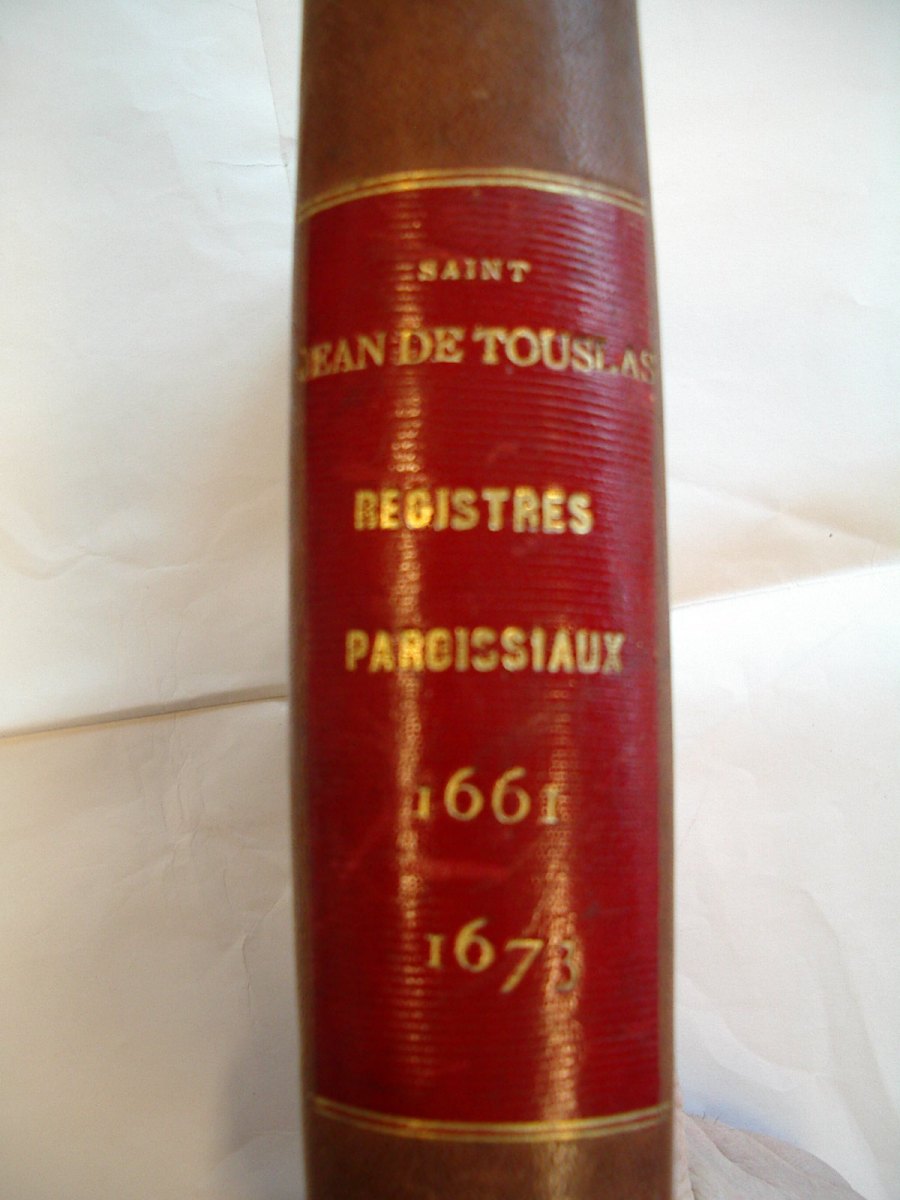 SAINT
JEAN DE TOUSLAS
REGISTRES
PAROISSIAUX
1661
1673